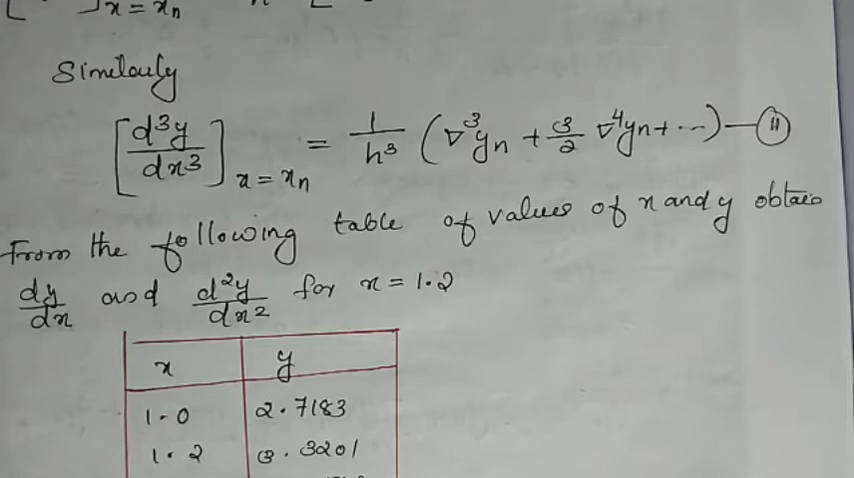 [ ]x = xn
Similarly
[d³y/dx³]x = xn = 1/h³ (∇³yn + 3/2 ∇⁴yn + ...) — (11)
From the following table of values of x and y obtain
dy/dx and d²y/dx² for x = 1.2
x y
1.0 2.7183
1.2 3.3201